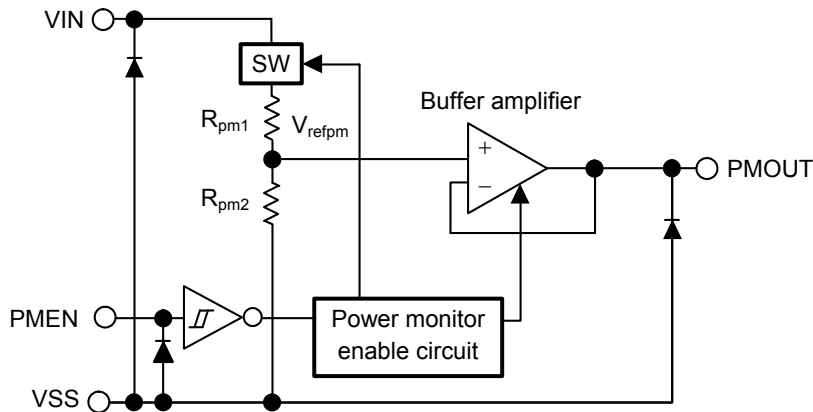 VIN
SW
Buffer amplifier
Rpm1
Vrefpm
+
−
PMOUT
Rpm2
PMEN
Power monitor
enable circuit
VSS